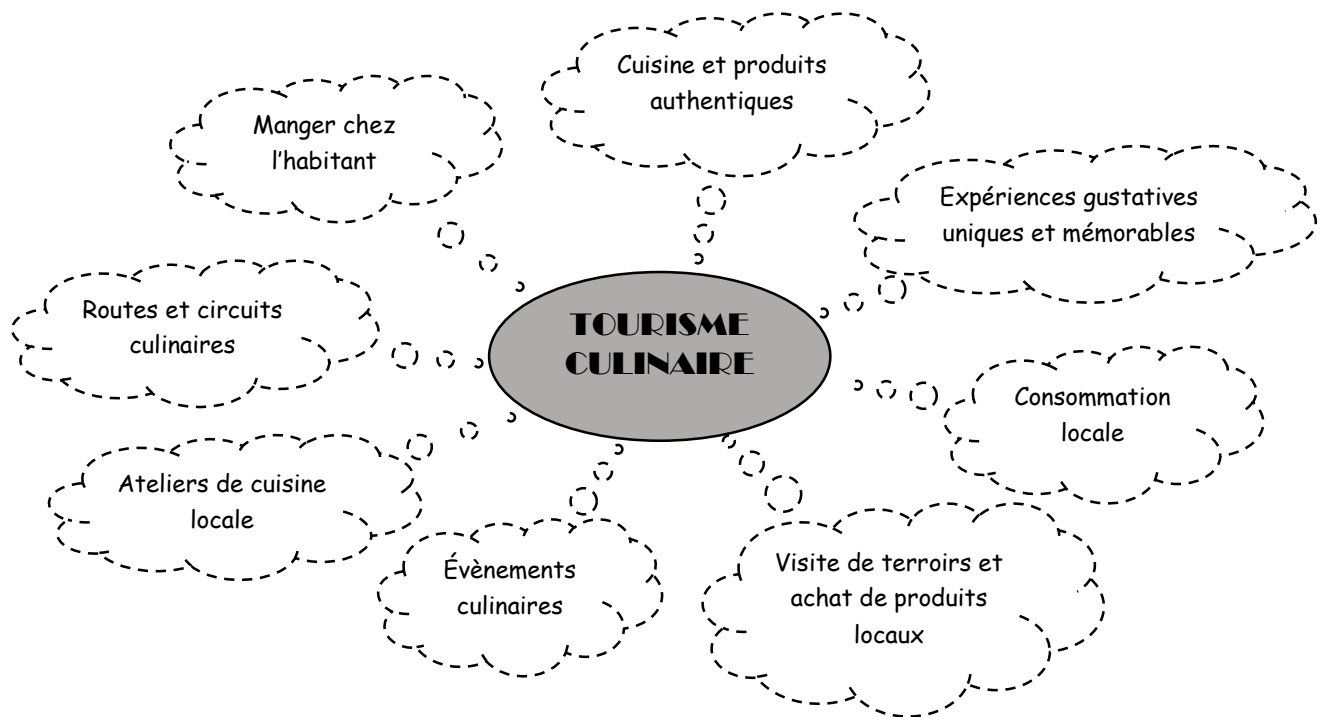 Cuisine et produits
authentiques
Manger chez
l'habitant
Expériences gustatives
uniques et mémorables
Routes et circuits
culinaires
TOURISME
CULINAIRE
Consommation
locale
Ateliers de cuisine
locale
Évènements
culinaires
Visite de terroirs et
achat de produits
locaux